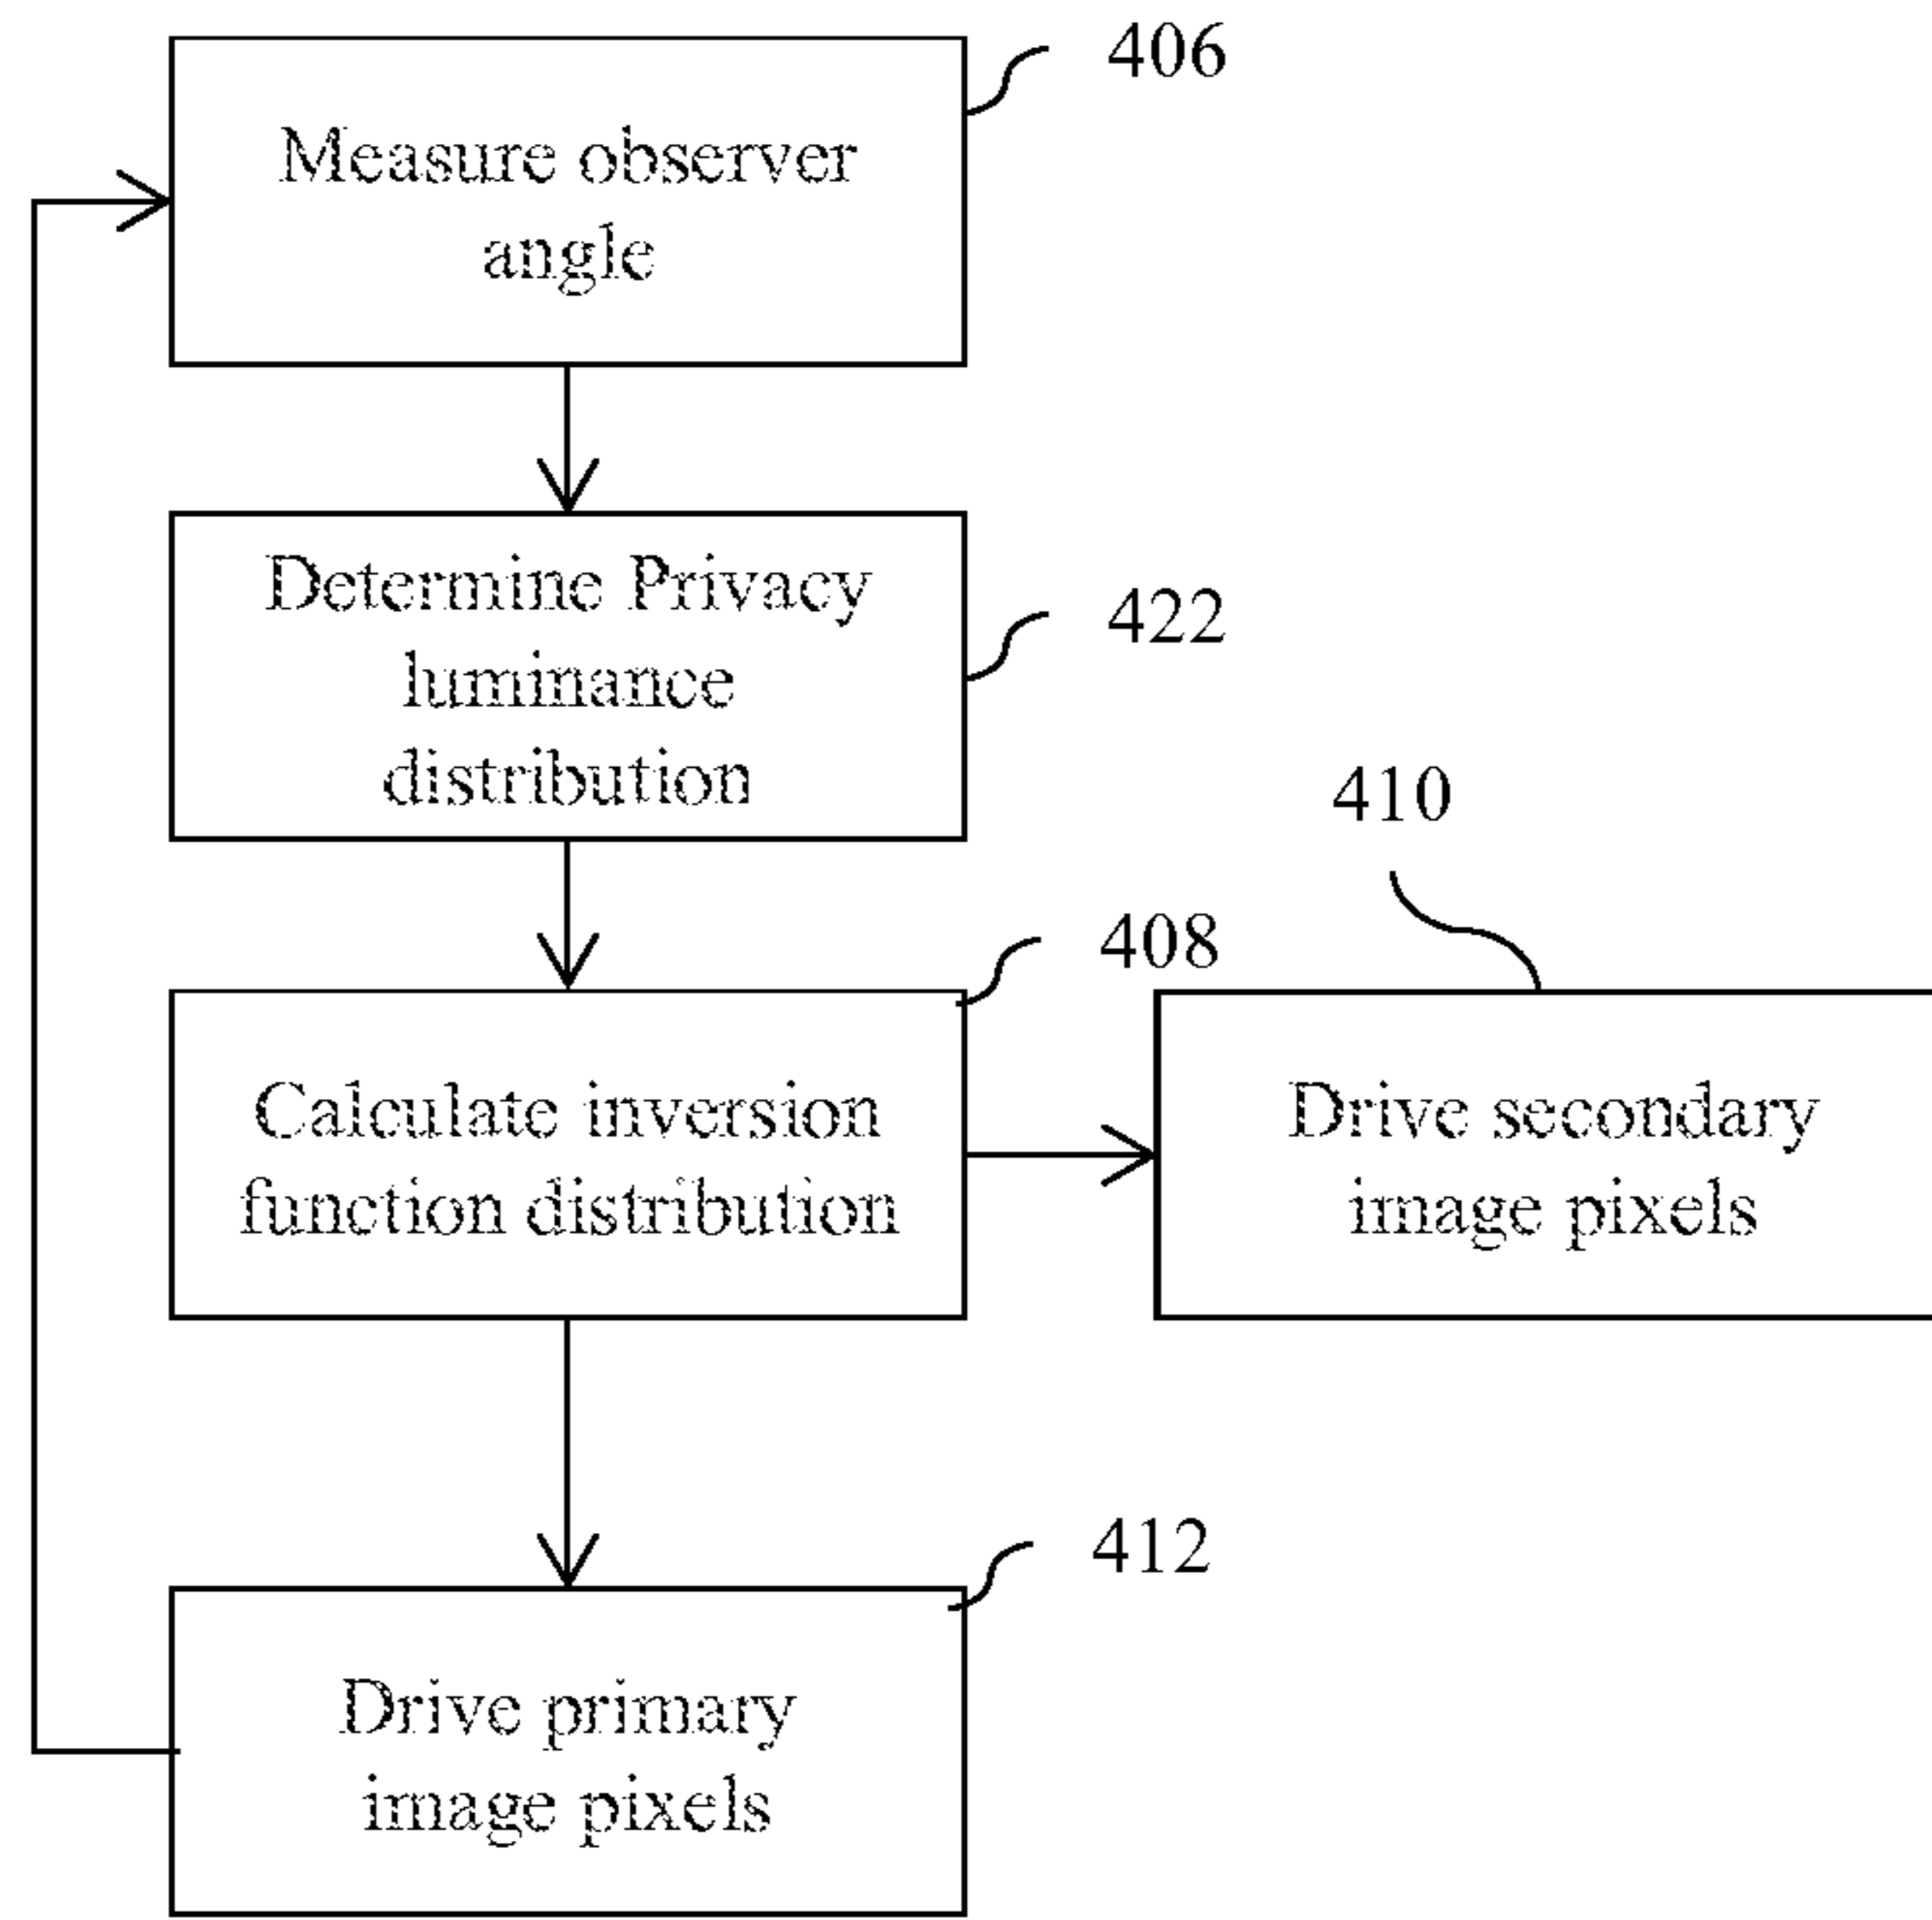 406
Measure observer
angle
Determine Privacy
luminance
distribution
422
410
408
Calculate inversion
function distribution
Drive secondary
image pixels
412
Drive primary
image pixels